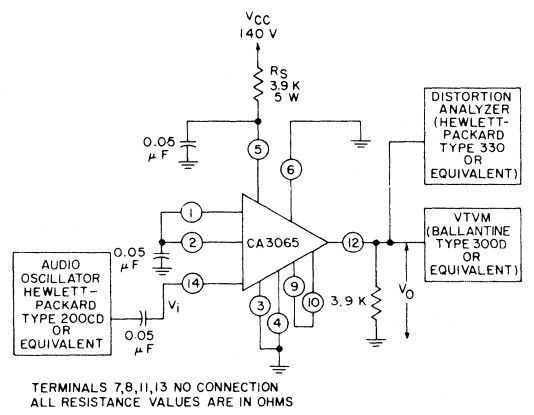 VCC
140 V
RS
3.9 K
5 W
0.05
μF
5
6
DISTORTION
ANALYZER
(HEWLETT-
PACKARD
TYPE 330
OR
EQUIVALENT)
1
2
CA3065
12
VTVM
(BALLANTINE
TYPE 300D
OR
EQUIVALENT)
0.05
μF
AUDIO
OSCILLATOR
HEWLETT-
PACKARD
TYPE 200CD
OR
EQUIVALENT
14
Vi
0.05
μF
3
4
9
10
3.9K
VO
TERMINALS 7,8,11,13 NO CONNECTION
ALL RESISTANCE VALUES ARE IN OHMS